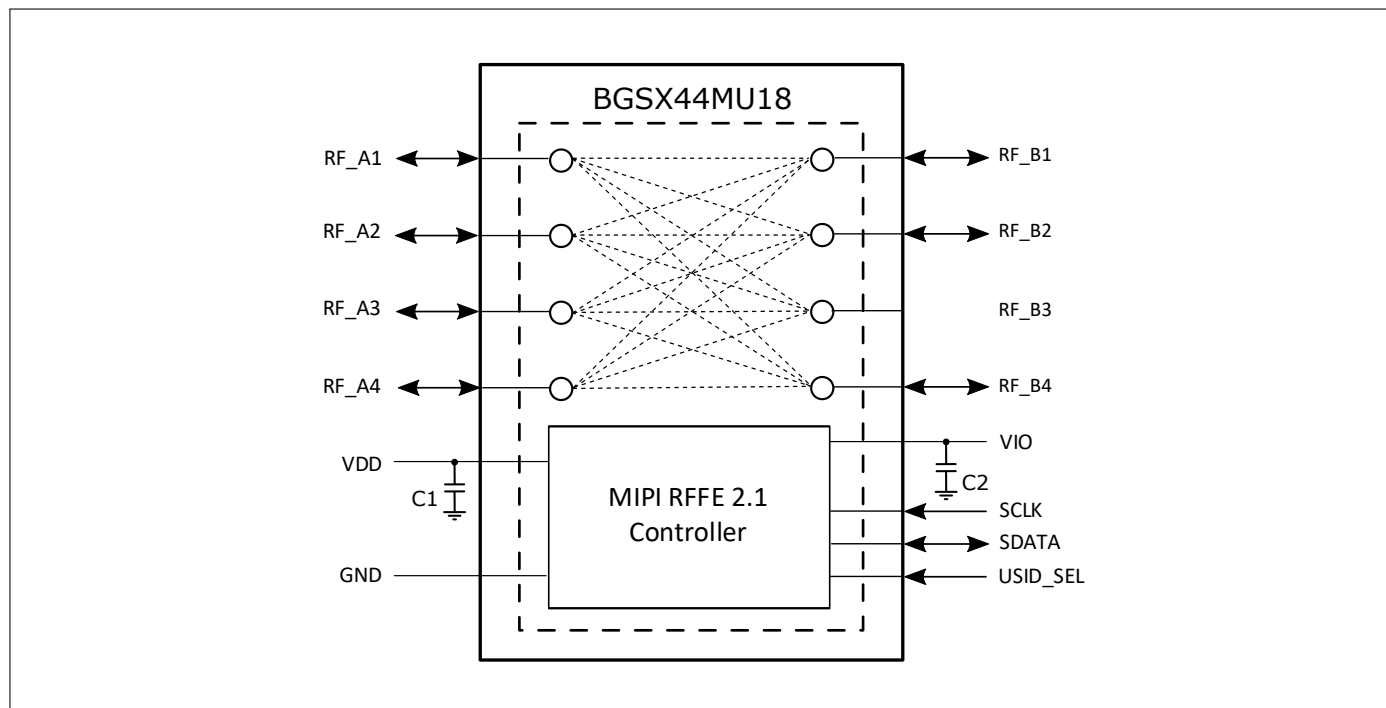 BGSX44MU18
RF_A1
RF_B1
RF_A2
RF_B2
RF_A3
RF_B3
RF_A4
RF_B4
VDD
VIO
C1
C2
MIPI RFFE 2.1
Controller
SCLK
SDATA
GND
USID_SEL